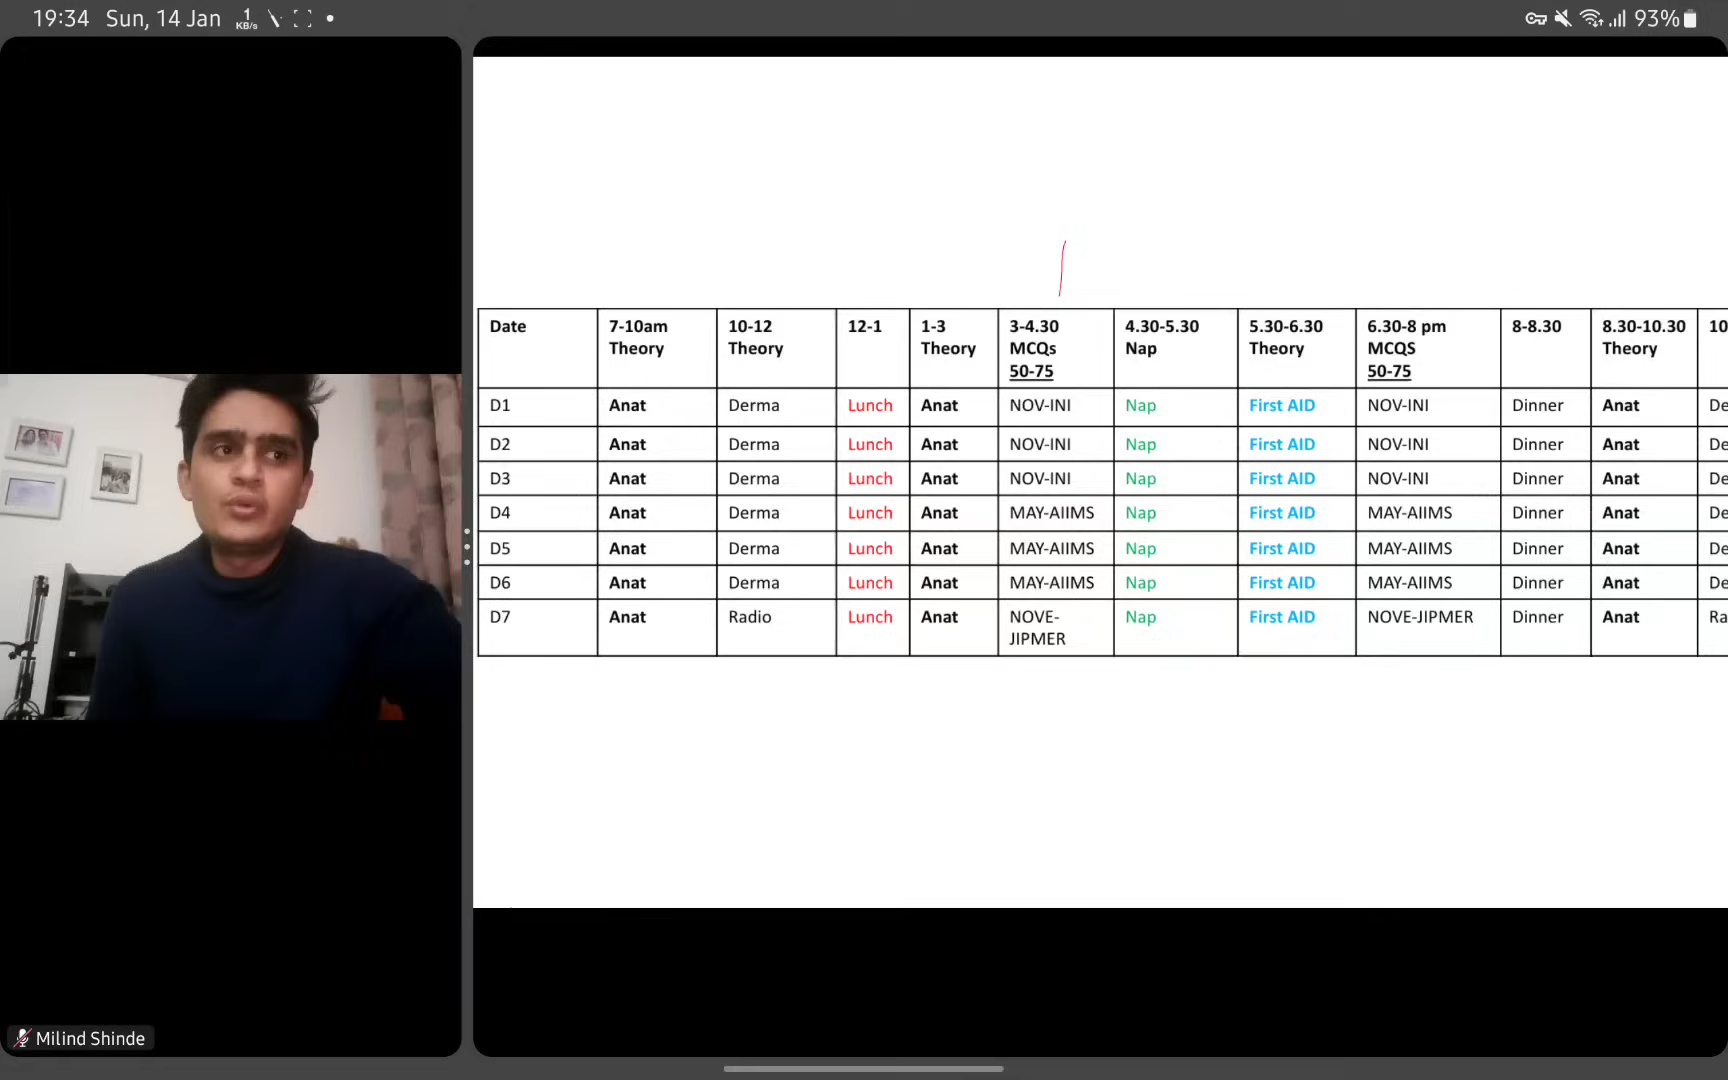 19:34 Sun, 14 Jan 1 KB/s 93%
Date 7-10am Theory 10-12 Theory 12-1 1-3 Theory 3-4.30 MCQs 50-75 4.30-5.30 Nap 5.30-6.30 Theory 6.30-8 pm MCQS 50-75 8-8.30 8.30-10.30 Theory 10
D1 Anat Derma Lunch Anat NOV-INI Nap First AID NOV-INI Dinner Anat De
D2 Anat Derma Lunch Anat NOV-INI Nap First AID NOV-INI Dinner Anat De
D3 Anat Derma Lunch Anat NOV-INI Nap First AID NOV-INI Dinner Anat De
D4 Anat Derma Lunch Anat MAY-AIIMS Nap First AID MAY-AIIMS Dinner Anat De
D5 Anat Derma Lunch Anat MAY-AIIMS Nap First AID MAY-AIIMS Dinner Anat De
D6 Anat Derma Lunch Anat MAY-AIIMS Nap First AID MAY-AIIMS Dinner Anat De
D7 Anat Radio Lunch Anat NOVE-JIPMER Nap First AID NOVE-JIPMER Dinner Anat Ra
Milind Shinde